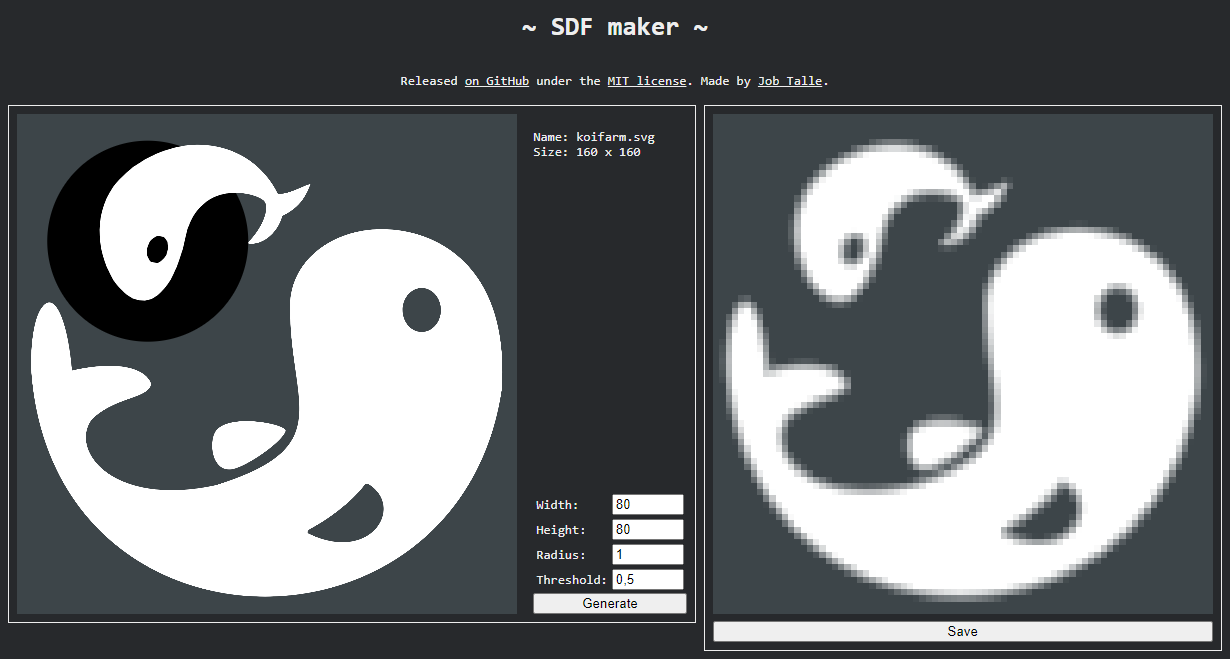 ~ SDF maker ~
Released on GitHub under the MIT license. Made by Job Talle.
Name: koifarm.svg
Size: 160 x 160
Width: 80
Height: 80
Radius: 1
Threshold: 0,5
Generate
Save